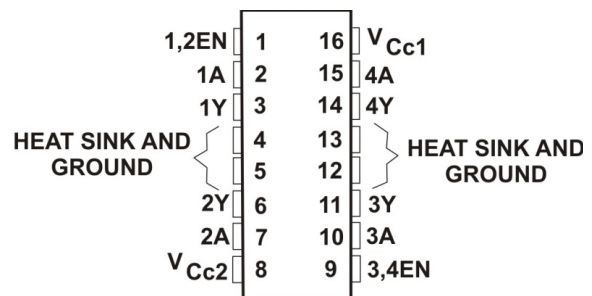 1,2EN 1 16 VCc1
1A 2 15 4A
1Y 3 14 4Y
HEAT SINK AND GROUND 4 13 HEAT SINK AND GROUND
5 12
2Y 6 11 3Y
2A 7 10 3A
VCc2 8 9 3,4EN